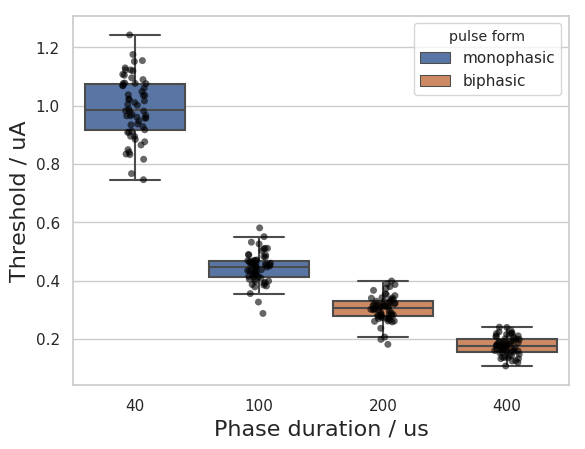 pulse form
monophasic
biphasic
1.2
1.0
0.8
0.6
0.4
0.2
Threshold / uA
40 100 200 400
Phase duration / us